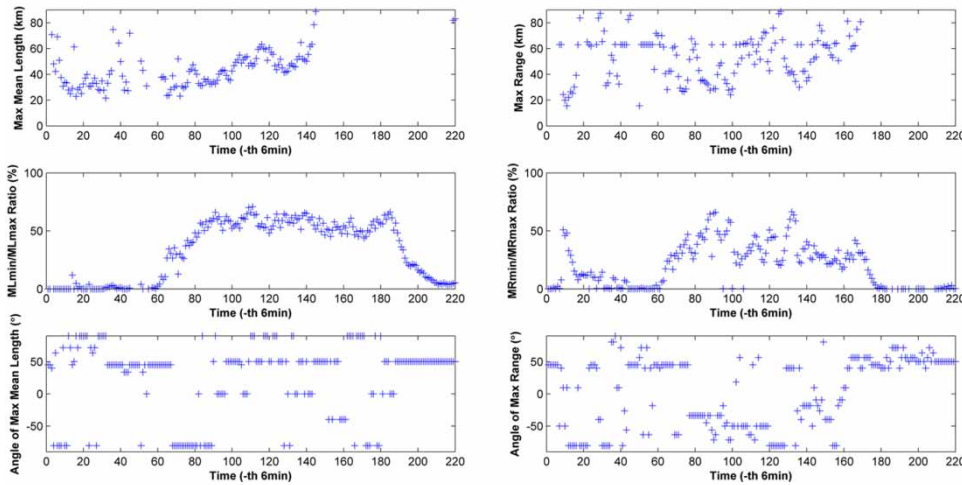 Max Mean Length (km)
80
60
40
20
0
0 20 40 60 80 100 120 140 160 180 200 220
Time (-th 6min)
Max Range (km)
80
60
40
20
0
0 20 40 60 80 100 120 140 160 180 200 220
Time (-th 6min)
MLmin/MLmax Ratio (%)
100
50
0
0 20 40 60 80 100 120 140 160 180 200 220
Time (-th 6min)
MRmin/MRmax Ratio (%)
100
50
0
0 20 40 60 80 100 120 140 160 180 200 220
Time (-th 6min)
Angle of Max Mean Length (°)
50
0
-50
0 20 40 60 80 100 120 140 160 180 200 220
Time (-th 6min)
Angle of Max Range (°)
50
0
-50
0 20 40 60 80 100 120 140 160 180 200 220
Time (-th 6min)